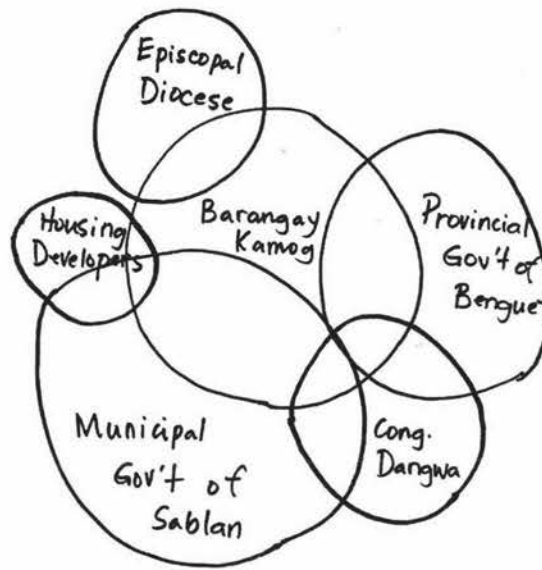 Episcopal
Diocese
Housing
Developers
Barangay
Kamog
Provincial
Gov't of
Benguet
Municipal
Gov't of
Sablan
Cong.
Dangwa